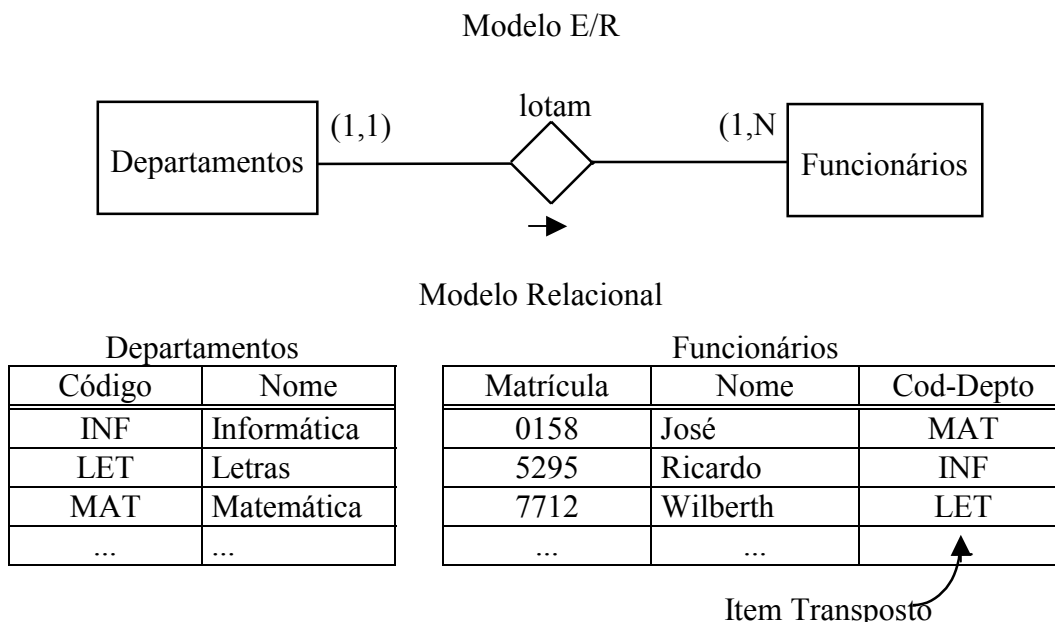 Modelo E/R
lotam
(1,1)
(1,N
Departamentos
Funcionários
Modelo Relacional
Departamentos
Código Nome
INF Informática
LET Letras
MAT Matemática
... ...
Funcionários
Matrícula Nome Cod-Depto
0158 José MAT
5295 Ricardo INF
7712 Wilberth LET
... ...
Item Transposto